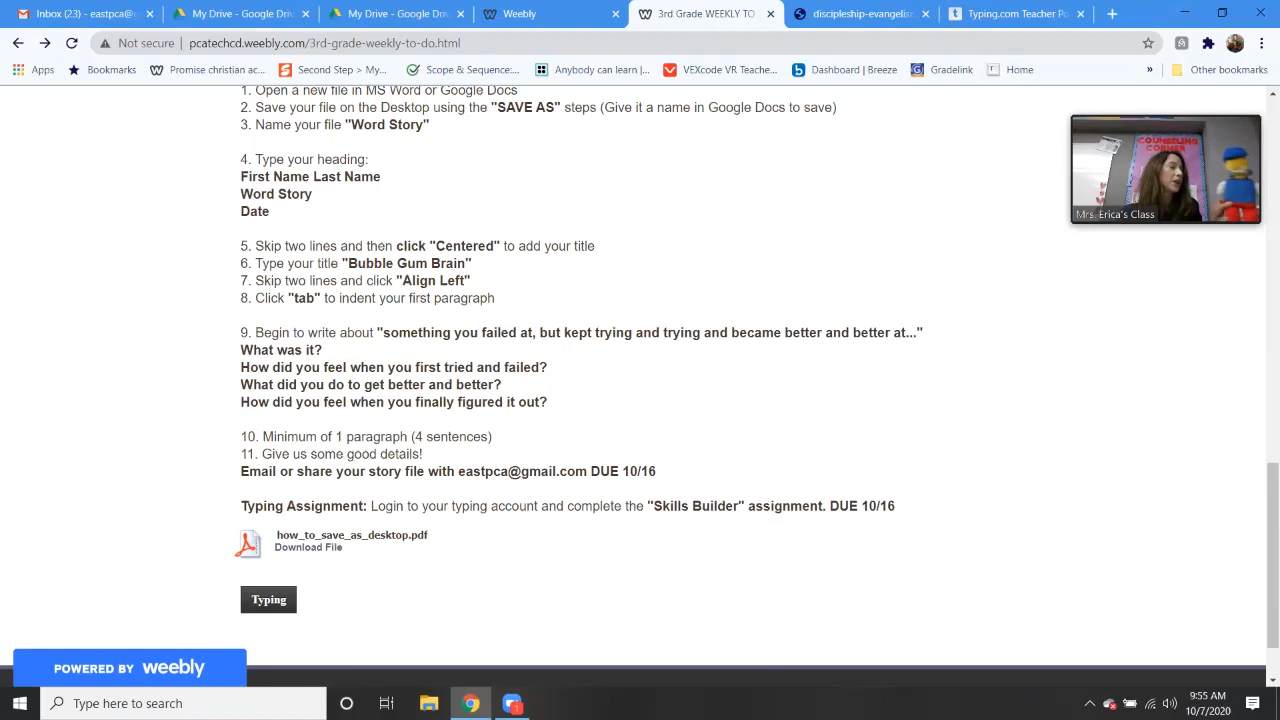 Inbox (23) - eastpca@
My Drive - Google Dri
My Drive - Google Dri
Weebly
3rd Grade WEEKLY TO
discipleship-evangelis
Typing.com Teacher Po
Not secure | pcatechcd.weebly.com/3rd-grade-weekly-to-do.html
Apps
Bookmarks
Promise christian ac...
Second Step > My...
Scope & Sequence:...
Anybody can learn |...
VEXcode VR Teache...
Dashboard | Breeze
Gradelink
Home
»
Other bookmarks
1. Open a new file in MS Word or Google Docs
2. Save your file on the Desktop using the "SAVE AS" steps (Give it a name in Google Docs to save)
3. Name your file "Word Story"
4. Type your heading:
First Name Last Name
Word Story
Date
5. Skip two lines and then click "Centered" to add your title
6. Type your title "Bubble Gum Brain"
7. Skip two lines and click "Align Left"
8. Click "tab" to indent your first paragraph
9. Begin to write about "something you failed at, but kept trying and trying and became better and better at..."
What was it?
How did you feel when you first tried and failed?
What did you do to get better and better?
How did you feel when you finally figured it out?
10. Minimum of 1 paragraph (4 sentences)
11. Give us some good details!
Email or share your story file with eastpca@gmail.com DUE 10/16
Typing Assignment: Login to your typing account and complete the "Skills Builder" assignment. DUE 10/16
how_to_save_as_desktop.pdf
Download File
Typing
POWERED BY weebly
COUNSELING
CORNER
Mrs. Erica's Class
Type here to search
9:55 AM
10/7/2020